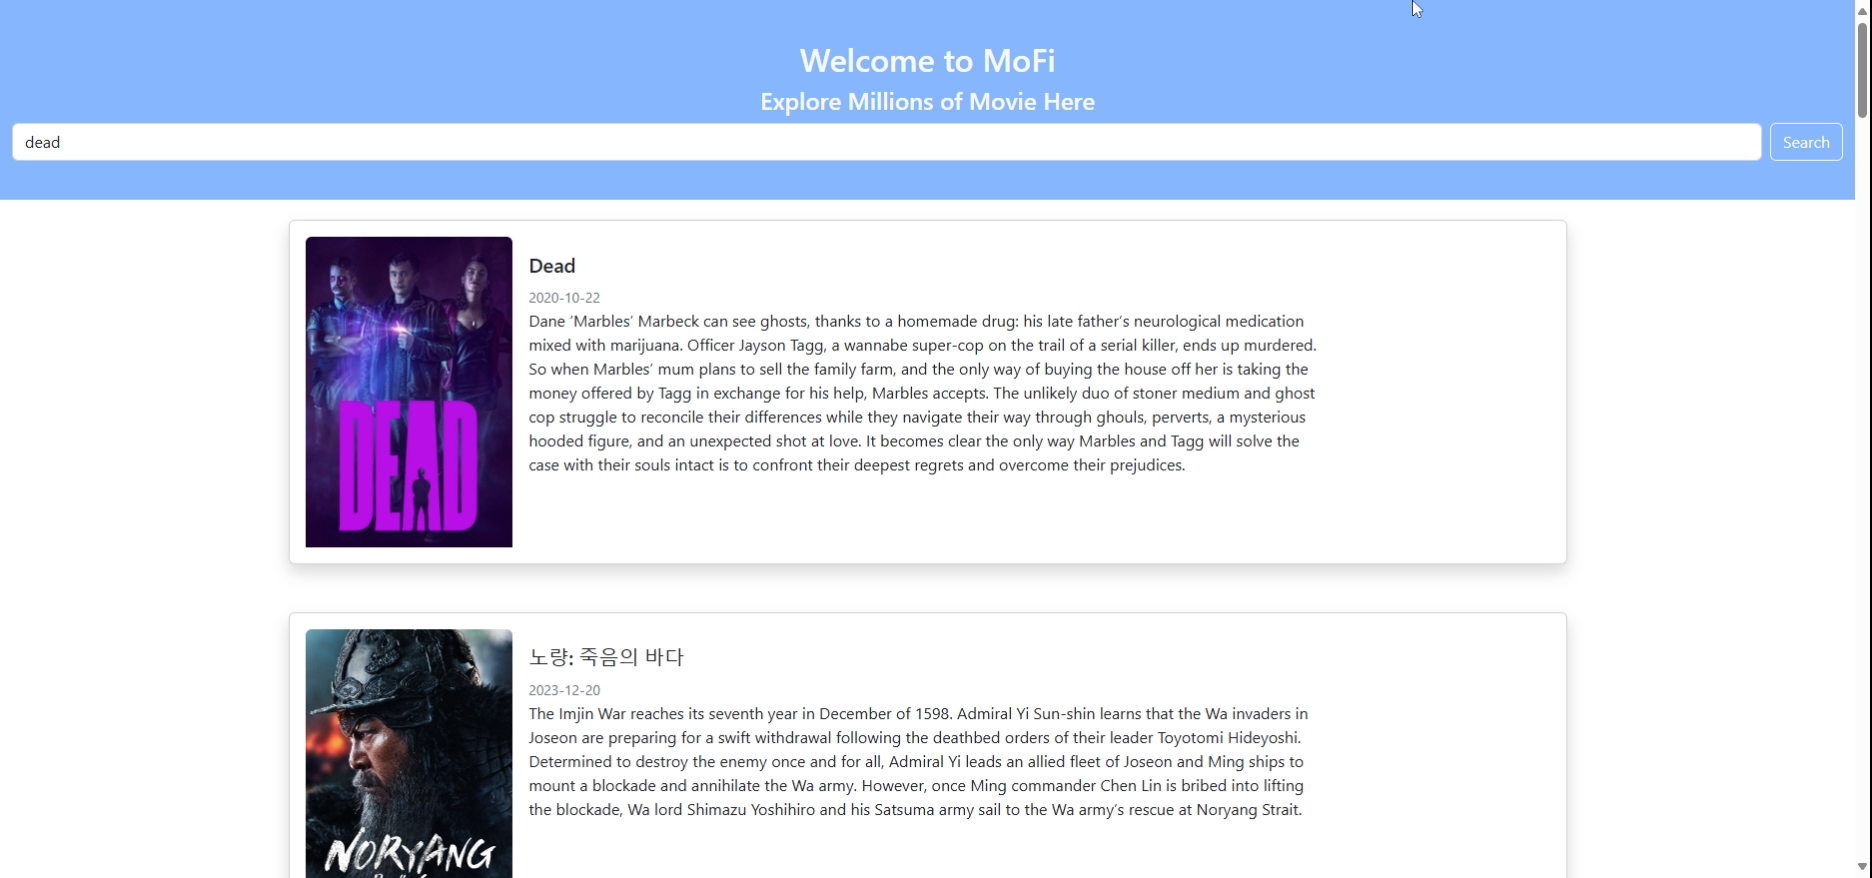 Welcome to MoFi
Explore Millions of Movie Here
dead
Search
DEAD
Dead
2020-10-22
Dane ‘Marbles’ Marbeck can see ghosts, thanks to a homemade drug: his late father’s neurological medication
mixed with marijuana. Officer Jayson Tagg, a wannabe super-cop on the trail of a serial killer, ends up murdered.
So when Marbles’ mum plans to sell the family farm, and the only way of buying the house off her is taking the
money offered by Tagg in exchange for his help, Marbles accepts. The unlikely duo of stoner medium and ghost
cop struggle to reconcile their differences while they navigate their way through ghouls, perverts, a mysterious
hooded figure, and an unexpected shot at love. It becomes clear the only way Marbles and Tagg will solve the
case with their souls intact is to confront their deepest regrets and overcome their prejudices.
NORYANG
노량: 죽음의 바다
2023-12-20
The Imjin War reaches its seventh year in December of 1598. Admiral Yi Sun-shin learns that the Wa invaders in
Joseon are preparing for a swift withdrawal following the deathbed orders of their leader Toyotomi Hideyoshi.
Determined to destroy the enemy once and for all, Admiral Yi leads an allied fleet of Joseon and Ming ships to
mount a blockade and annihilate the Wa army. However, once Ming commander Chen Lin is bribed into lifting
the blockade, Wa lord Shimazu Yoshihiro and his Satsuma army sail to the Wa army’s rescue at Noryang Strait.